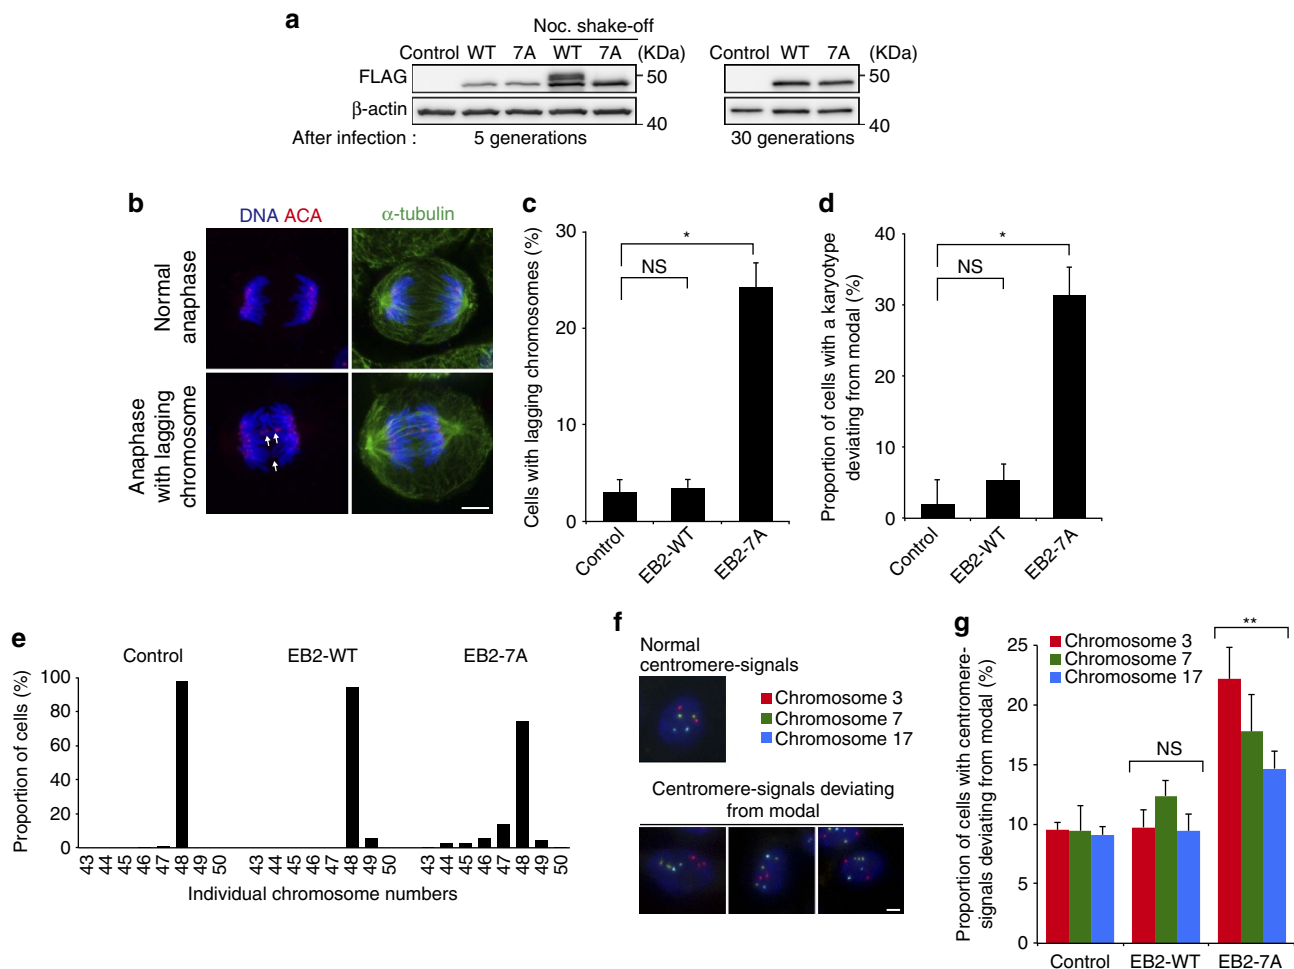 a
Noc. shake-off
Control WT 7A WT 7A (KDa)
FLAG
50
β-actin
40
After infection : 5 generations
Control WT 7A (KDa)
50
40
30 generations
b
DNA ACA
α-tubulin
Normal
anaphase
Anaphase
with lagging
chromosome
c
Cells with lagging chromosomes (%)
30
20
10
0
*
NS
Control
EB2-WT
EB2-7A
d
Proportion of cells with a karyotype
deviating from modal (%)
40
30
20
10
0
*
NS
Control
EB2-WT
EB2-7A
e
Control
EB2-WT
EB2-7A
Proportion of cells (%)
100
80
60
40
20
0
43 44 45 46 47 48 49 50
43 44 45 46 47 48 49 50
43 44 45 46 47 48 49 50
Individual chromosome numbers
f
Normal
centromere-signals
Chromosome 3
Chromosome 7
Chromosome 17
Centromere-signals deviating
from modal
g
Proportion of cells with centromere-
signals deviating from modal (%)
25
20
15
10
5
0
Chromosome 3
Chromosome 7
Chromosome 17
NS
**
Control
EB2-WT
EB2-7A